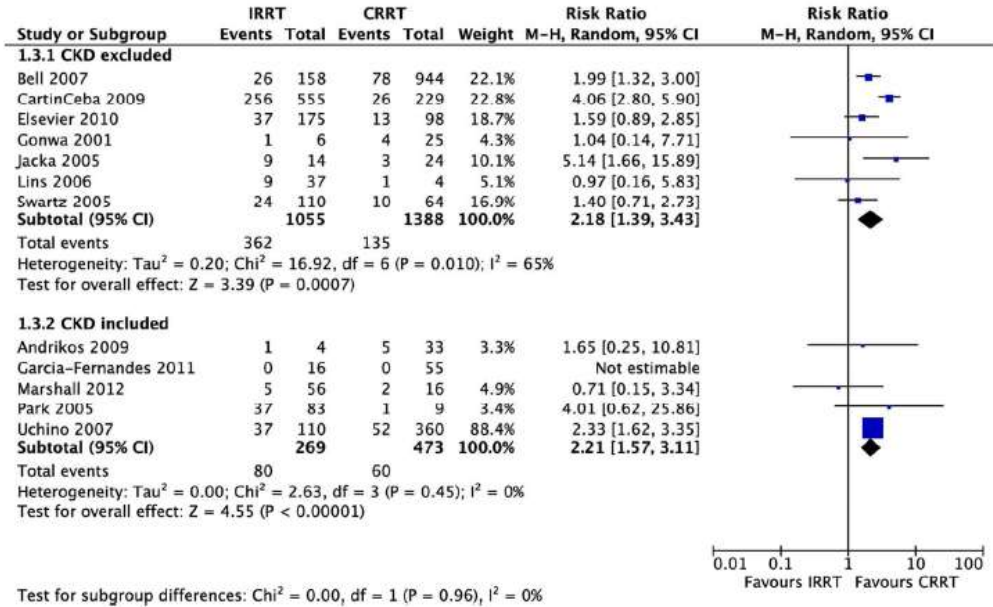 IRRT CRRT Risk Ratio Risk Ratio
Study or Subgroup Events Total Events Total Weight M-H, Random, 95% CI M-H, Random, 95% CI
1.3.1 CKD excluded
Bell 2007 26 158 78 944 22.1% 1.99 [1.32, 3.00]
CartinCeba 2009 256 555 26 229 22.8% 4.06 [2.80, 5.90]
Elsevier 2010 37 175 13 98 18.7% 1.59 [0.89, 2.85]
Gonwa 2001 1 6 4 25 4.3% 1.04 [0.14, 7.71]
Jacka 2005 9 14 3 24 10.1% 5.14 [1.66, 15.89]
Lins 2006 9 37 1 4 5.1% 0.97 [0.16, 5.83]
Swartz 2005 24 110 10 64 16.9% 1.40 [0.71, 2.73]
Subtotal (95% CI) 1055 1388 100.0% 2.18 [1.39, 3.43]
Total events 362 135
Heterogeneity: Tau² = 0.20; Chi² = 16.92, df = 6 (P = 0.010); I² = 65%
Test for overall effect: Z = 3.39 (P = 0.0007)
1.3.2 CKD included
Andrikos 2009 1 4 5 33 3.3% 1.65 [0.25, 10.81]
Garcia-Fernandes 2011 0 16 0 55 Not estimable
Marshall 2012 5 56 2 16 4.9% 0.71 [0.15, 3.34]
Park 2005 37 83 1 9 3.4% 4.01 [0.62, 25.86]
Uchino 2007 37 110 52 360 88.4% 2.33 [1.62, 3.35]
Subtotal (95% CI) 269 473 100.0% 2.21 [1.57, 3.11]
Total events 80 60
Heterogeneity: Tau² = 0.00; Chi² = 2.63, df = 3 (P = 0.45); I² = 0%
Test for overall effect: Z = 4.55 (P < 0.00001)
0.01 0.1 1 10 100
Favours IRRT Favours CRRT
Test for subgroup differences: Chi² = 0.00, df = 1 (P = 0.96), I² = 0%